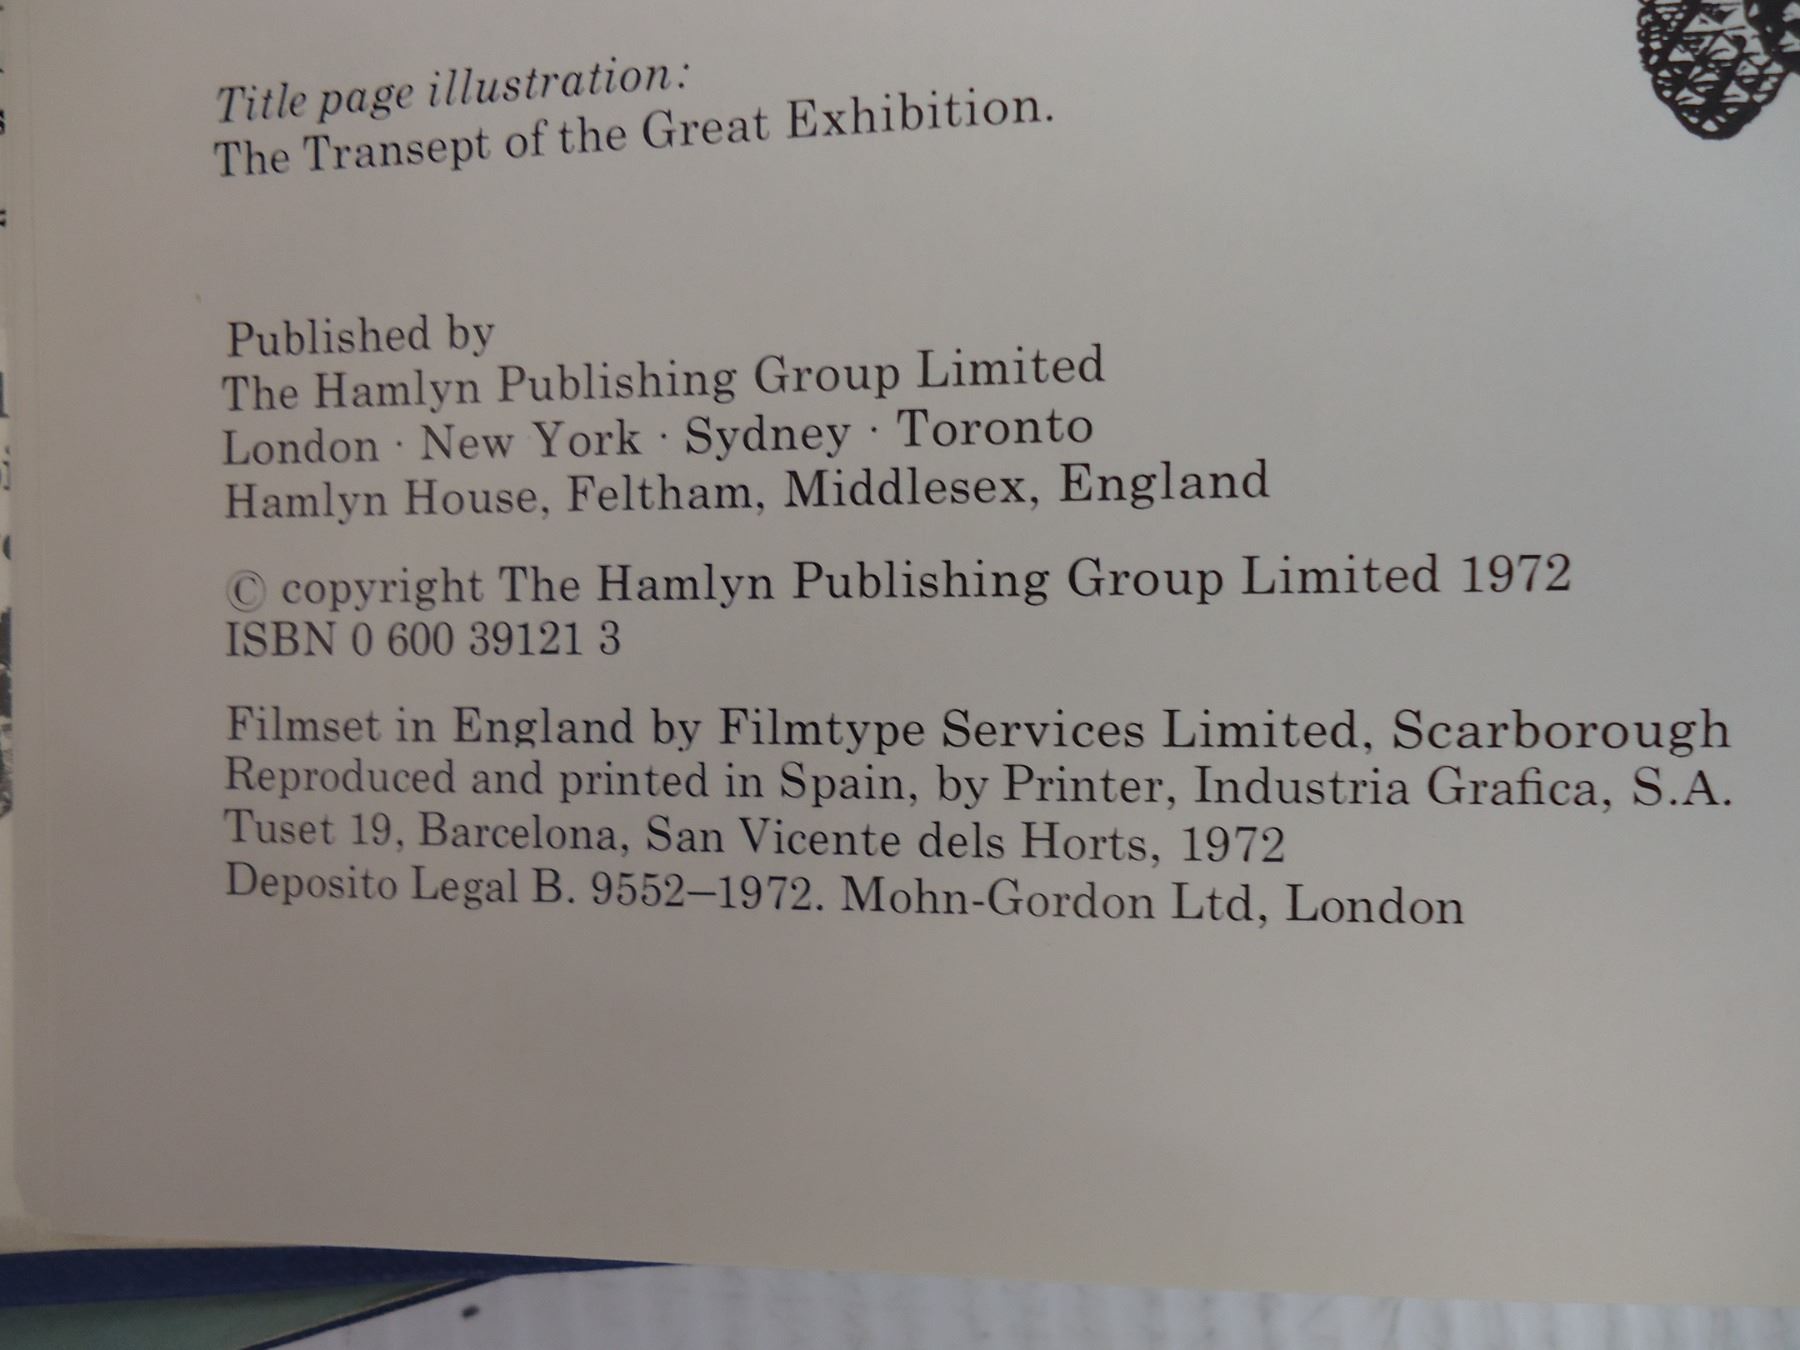 Title page illustration:
The Transept of the Great Exhibition.
Published by
The Hamlyn Publishing Group Limited
London · New York · Sydney · Toronto
Hamlyn House, Feltham, Middlesex, England
© copyright The Hamlyn Publishing Group Limited 1972
ISBN 0 600 39121 3
Filmset in England by Filmtype Services Limited, Scarborough
Reproduced and printed in Spain, by Printer, Industria Grafica, S.A.
Tuset 19, Barcelona, San Vicente dels Horts, 1972
Deposito Legal B. 9552–1972. Mohn-Gordon Ltd, London